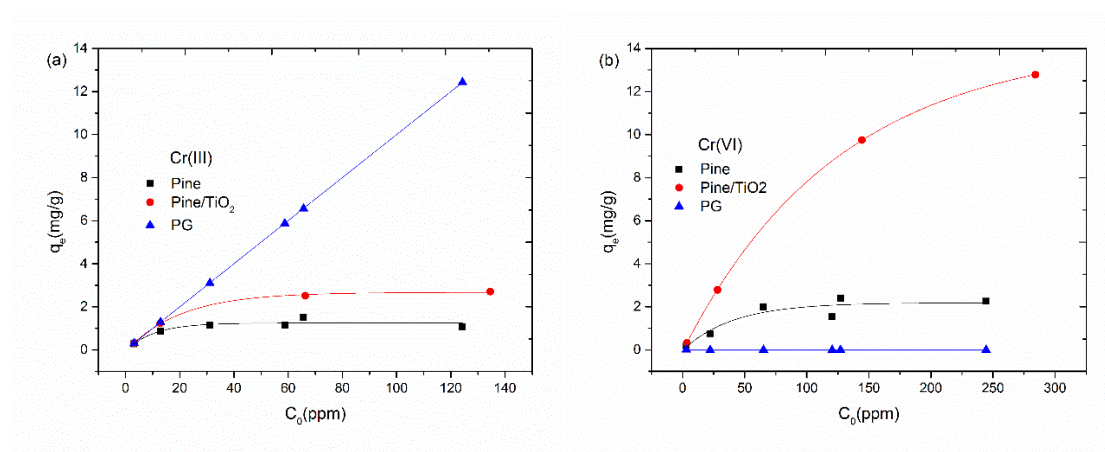 (a)
14
12
10
8
6
4
2
0
qₑ(mg/g)
Cr(III)
Pine
Pine/TiO₂
PG
0 20 40 60 80 100 120 140
C₀(ppm)
(b)
14
12
10
8
6
4
2
0
qₑ(mg/g)
Cr(VI)
Pine
Pine/TiO2
PG
0 50 100 150 200 250 300
C₀(ppm)